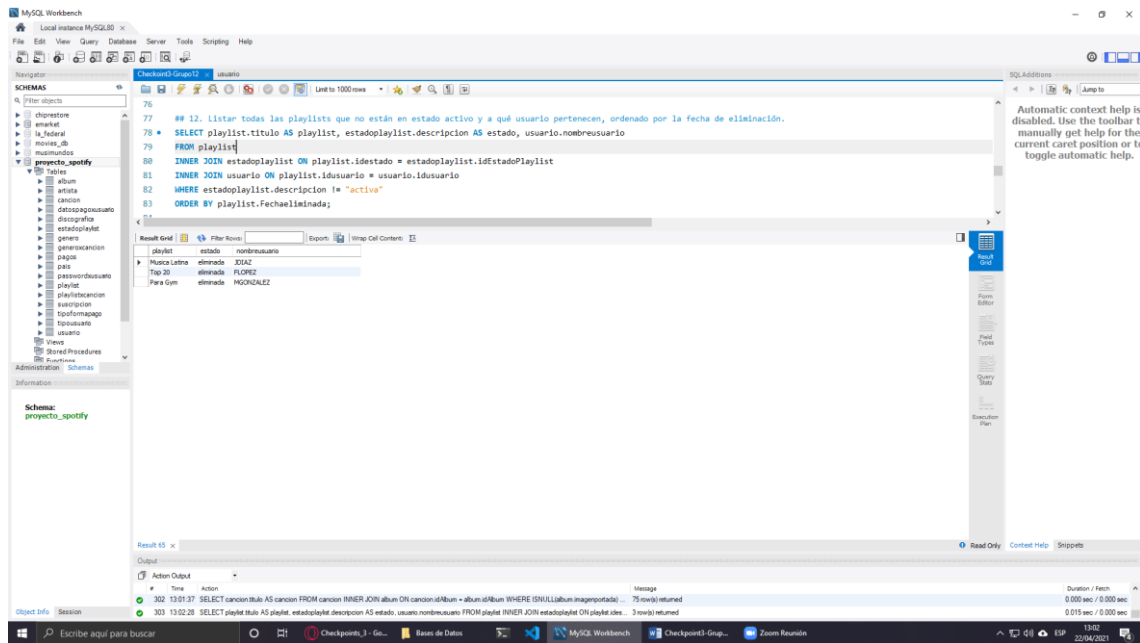 MySQL Workbench
Local instance MySQL80 ×
File Edit View Query Database Server Tools Scripting Help
Navigator
SCHEMAS
Filter objects
chiprestore
emarket
la_federal
movies_db
musimundos
proyecto_spotify
Tables
album
artista
cancion
datospagoxusuario
discografica
estadoplaylist
genero
generoxcancion
pagos
pais
passwordxusuario
playlist
playlistxcancion
suscripcion
tipoformapago
tipousuario
usuario
Views
Stored Procedures
Functions
Administration Schemas
Information
Schema:
proyecto_spotify
Object Info Session
Checkpoint3-Grupo12 × usuario
Limit to 1000 rows
76
77 ## 12. Listar todas las playlists que no están en estado activo y a qué usuario pertenecen, ordenado por la fecha de eliminación.
78 SELECT playlist.titulo AS playlist, estadoplaylist.descripcion AS estado, usuario.nombreusuario
79 FROM playlist
80 INNER JOIN estadoplaylist ON playlist.idestado = estadoplaylist.idEstadoPlaylist
81 INNER JOIN usuario ON playlist.idusuario = usuario.idusuario
82 WHERE estadoplaylist.descripcion != "activa"
83 ORDER BY playlist.Fechaeliminada;
Result Grid Filter Rows: Export: Wrap Cell Content:
playlist estado nombreusuario
Musica Latina eliminada JDIAZ
Top 20 eliminada FLOPEZ
Para Gym eliminada MGONZALEZ
Result Grid
Form Editor
Field Types
Query Stats
Execution Plan
Result 65 ×
Read Only
Output
Action Output
# Time Action Message Duration / Fetch
302 13:01:37 SELECT cancion.titulo AS cancion FROM cancion INNER JOIN album ON cancion.idAlbum = album.idAlbum WHERE ISNULL(album.imagenportada) ... 75 row(s) returned 0.000 sec / 0.000 sec
303 13:02:28 SELECT playlist.titulo AS playlist, estadoplaylist.descripcion AS estado, usuario.nombreusuario FROM playlist INNER JOIN estadoplaylist ON playlist.ides... 3 row(s) returned 0.015 sec / 0.000 sec
SQLAdditions
Jump to
Automatic context help is
disabled. Use the toolbar t
manually get help for the
current caret position or to
toggle automatic help.
Context Help Snippets
Escribe aquí para buscar
Checkpoints_3 - Go...
Bases de Datos
MySQL Workbench
Checkpoint3-Grup...
Zoom Reunión
ESP
13:02
22/04/2021